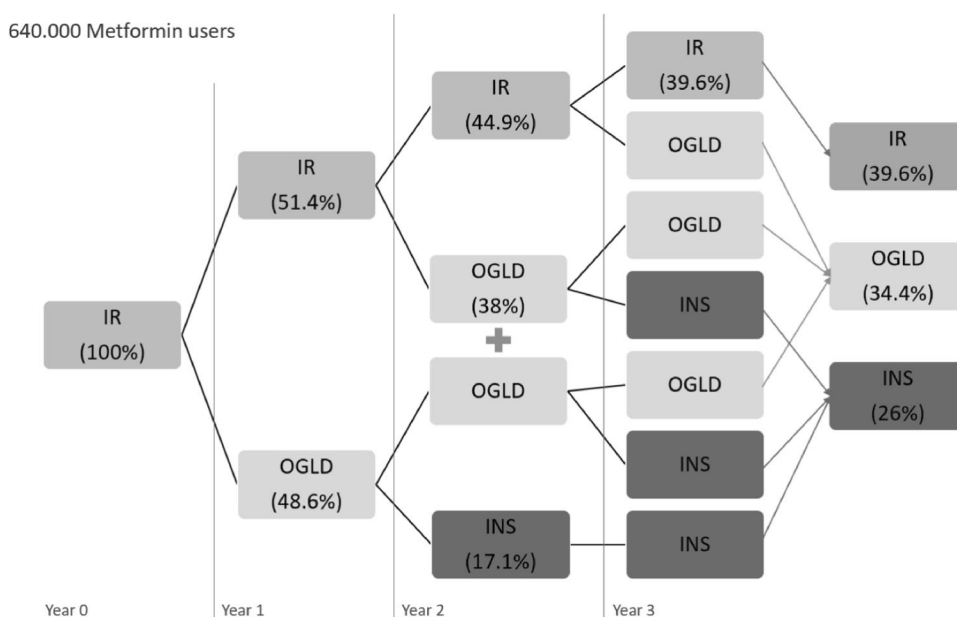 640.000 Metformin users
IR
(100%)
IR
(51.4%)
OGLD
(48.6%)
IR
(44.9%)
OGLD
(38%)
OGLD
INS
(17.1%)
IR
(39.6%)
OGLD
OGLD
INS
OGLD
INS
INS
IR
(39.6%)
OGLD
(34.4%)
INS
(26%)
Year 0
Year 1
Year 2
Year 3